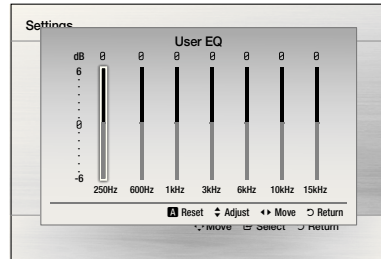 Settings
User EQ
dB 0 0 0 0 0 0 0
6
0
-6
250Hz 600Hz 1kHz 3kHz 6kHz 10kHz 15kHz
A Reset Adjust Move Return
Move Select Return